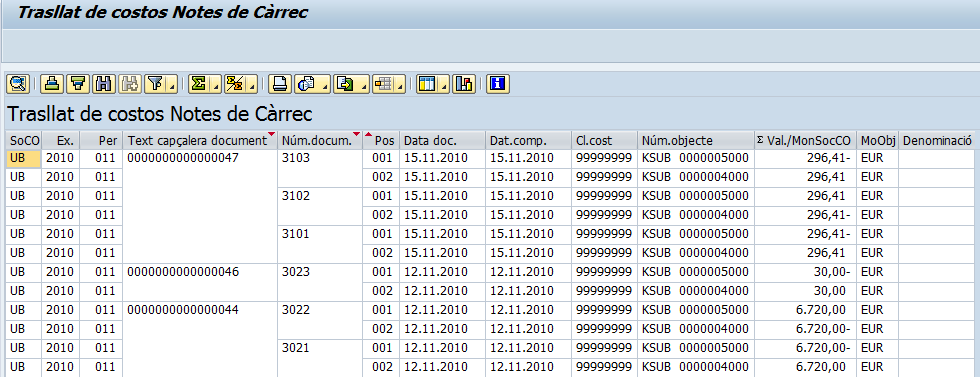 Trasllat de costos Notes de Càrrec
Trasllat de costos Notes de Càrrec
SoCO Ex. Per Text capçalera document Núm.docum. Pos Data doc. Dat.comp. Cl.cost Núm.objecte Σ Val./MonSocCO MoObj Denominació
UB 2010 011 0000000000000047 3103 001 15.11.2010 15.11.2010 99999999 KSUB 0000005000 296,41- EUR
UB 2010 011 002 15.11.2010 15.11.2010 99999999 KSUB 0000004000 296,41 EUR
UB 2010 011 3102 001 15.11.2010 15.11.2010 99999999 KSUB 0000005000 296,41 EUR
UB 2010 011 002 15.11.2010 15.11.2010 99999999 KSUB 0000004000 296,41- EUR
UB 2010 011 3101 001 15.11.2010 15.11.2010 99999999 KSUB 0000005000 296,41- EUR
UB 2010 011 002 15.11.2010 15.11.2010 99999999 KSUB 0000004000 296,41 EUR
UB 2010 011 0000000000000046 3023 001 12.11.2010 12.11.2010 99999999 KSUB 0000005000 30,00- EUR
UB 2010 011 002 12.11.2010 12.11.2010 99999999 KSUB 0000004000 30,00 EUR
UB 2010 011 0000000000000044 3022 001 12.11.2010 12.11.2010 99999999 KSUB 0000005000 6.720,00 EUR
UB 2010 011 002 12.11.2010 12.11.2010 99999999 KSUB 0000004000 6.720,00- EUR
UB 2010 011 3021 001 12.11.2010 12.11.2010 99999999 KSUB 0000005000 6.720,00- EUR
UB 2010 011 002 12.11.2010 12.11.2010 99999999 KSUB 0000004000 6.720,00 EUR